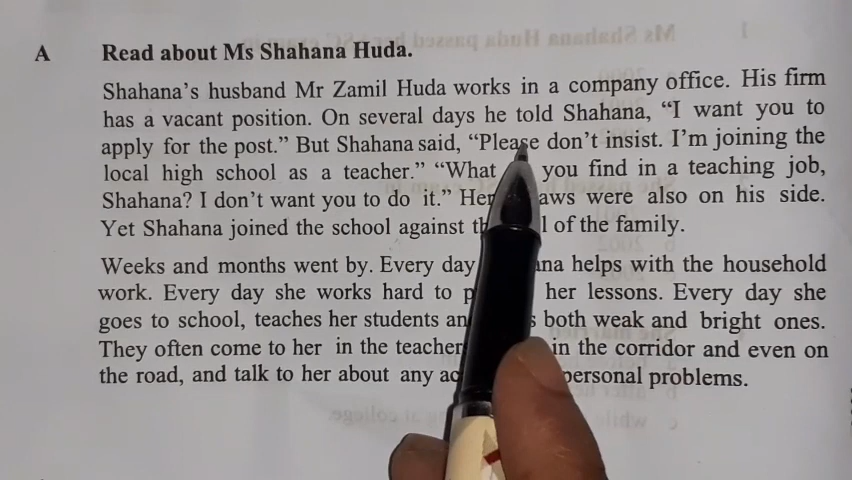 A Read about Ms Shahana Huda.
Shahana's husband Mr Zamil Huda works in a company office. His firm
has a vacant position. On several days he told Shahana, "I want you to
apply for the post." But Shahana said, "Please don't insist. I'm joining the
local high school as a teacher." "What you find in a teaching job,
Shahana? I don't want you to do it." Her were also on his side.
Yet Shahana joined the school against of the family.
Weeks and months went by. Every day helps with the household
work. Every day she works hard to her lessons. Every day she
goes to school, teaches her students both weak and bright ones.
They often come to her in the in the corridor and even on
the road, and talk to her about any personal problems.